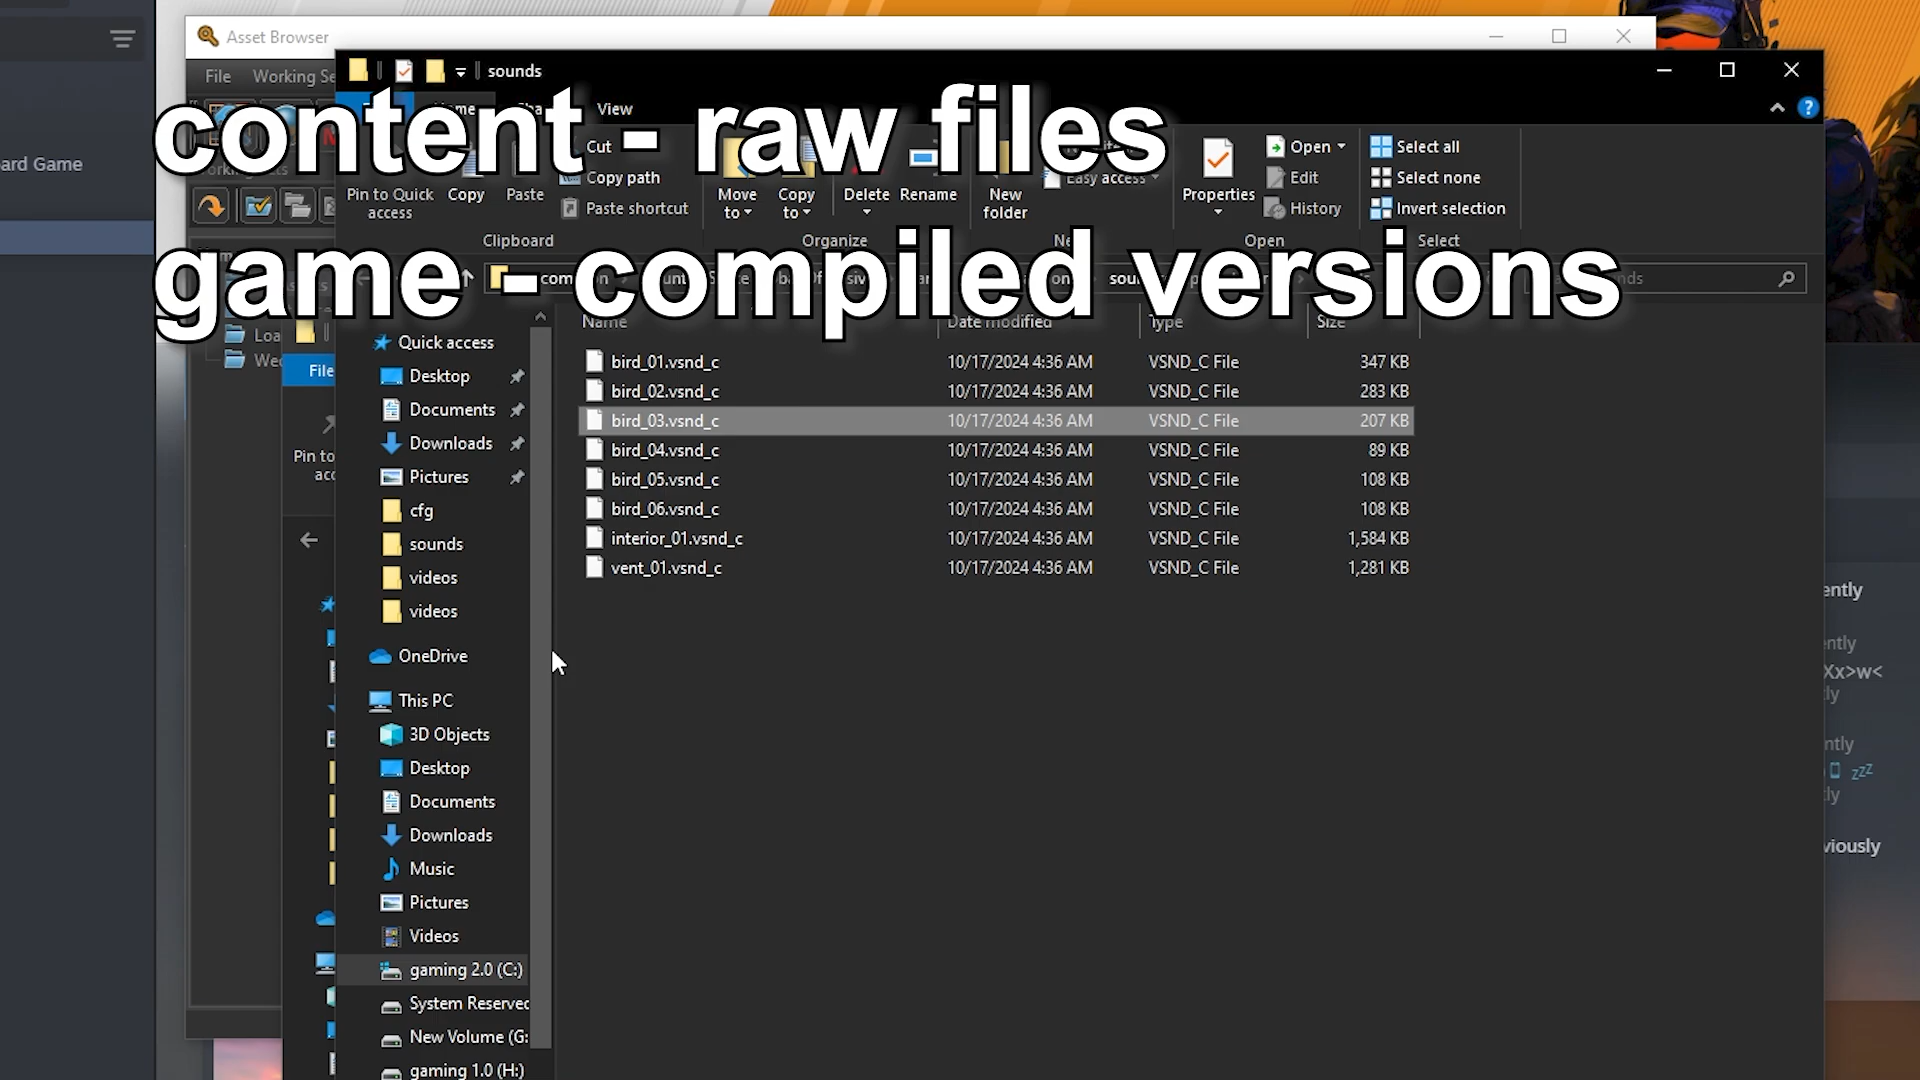 Asset Browser
File Working Se
sounds
View
content - raw files
game - compiled versions
ard Game
Pin to Quick access
Copy
Paste
Cut
Copy path
Paste shortcut
Clipboard
Move to
Copy to
Delete
Rename
Organize
New folder
Easy access
Properties
Open
Edit
History
Open
Select all
Select none
Invert selection
Select
Name Date modified Type Size
bird_01.vsnd_c 10/17/2024 4:36 AM VSND_C File 347 KB
bird_02.vsnd_c 10/17/2024 4:36 AM VSND_C File 283 KB
bird_03.vsnd_c 10/17/2024 4:36 AM VSND_C File 207 KB
bird_04.vsnd_c 10/17/2024 4:36 AM VSND_C File 89 KB
bird_05.vsnd_c 10/17/2024 4:36 AM VSND_C File 108 KB
bird_06.vsnd_c 10/17/2024 4:36 AM VSND_C File 108 KB
interior_01.vsnd_c 10/17/2024 4:36 AM VSND_C File 1,584 KB
vent_01.vsnd_c 10/17/2024 4:36 AM VSND_C File 1,281 KB
Quick access
Desktop
Documents
Downloads
Pictures
cfg
sounds
videos
videos
OneDrive
This PC
3D Objects
Desktop
Documents
Downloads
Music
Pictures
Videos
gaming 2.0 (C:)
System Reserved
New Volume (G:
gaming 1.0 (H:)
File
Pin to
acc
ently
ntly
Xx>w<
ly
ntly
zzz
ly
viously